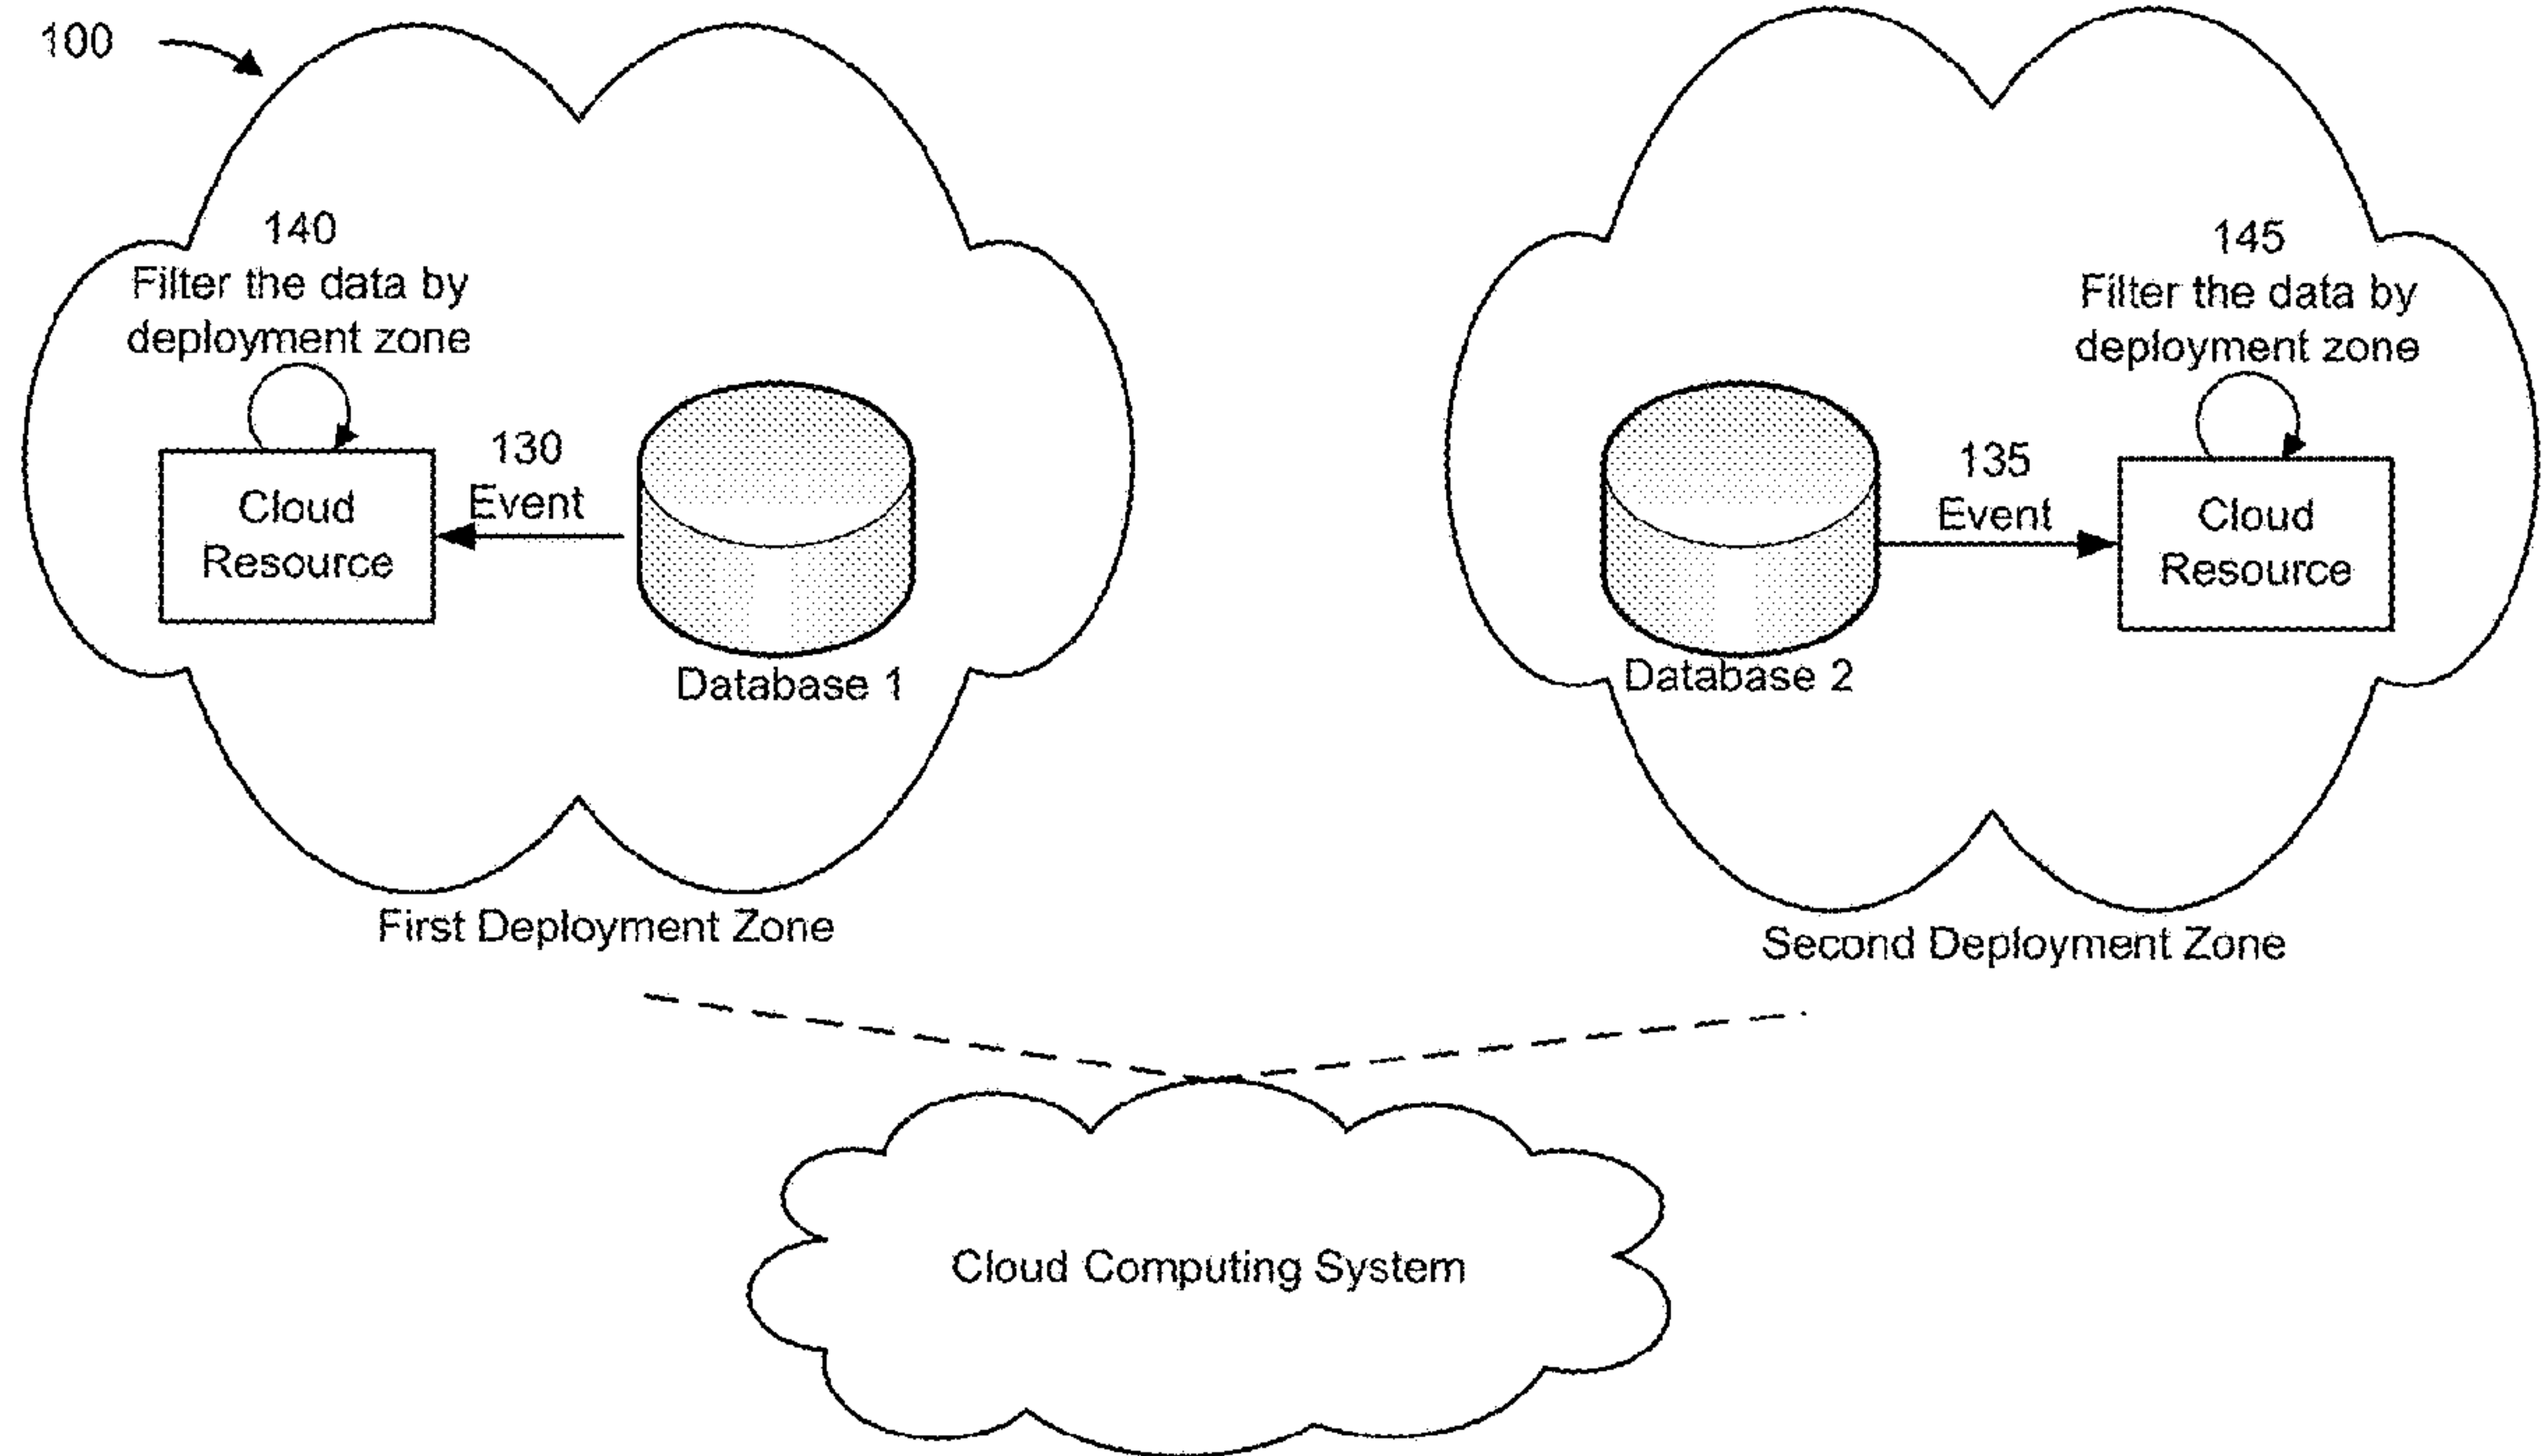 100
140
Filter the data by
deployment zone
130
Event
Cloud
Resource
Database 1
First Deployment Zone
145
Filter the data by
deployment zone
135
Event
Cloud
Resource
Database 2
Second Deployment Zone
Cloud Computing System